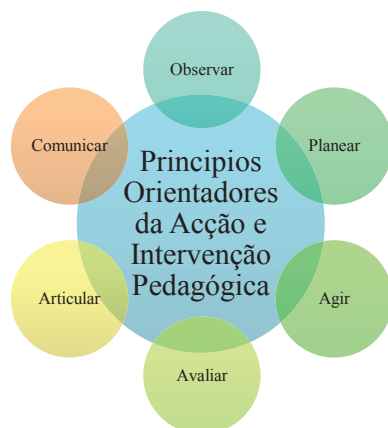 Observar
Planear
Agir
Avaliar
Articular
Comunicar
Principios
Orientadores
da Acção e
Intervenção
Pedagógica